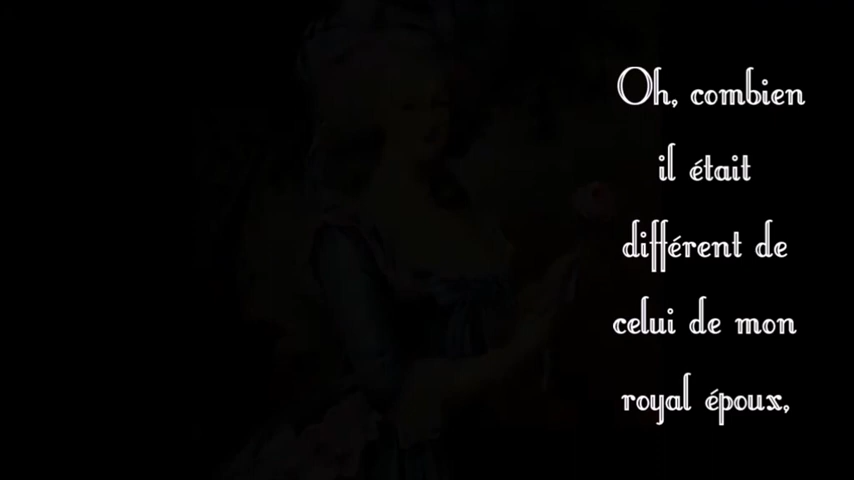 Oh, combien
il était
différent de
celui de mon
royal époux,